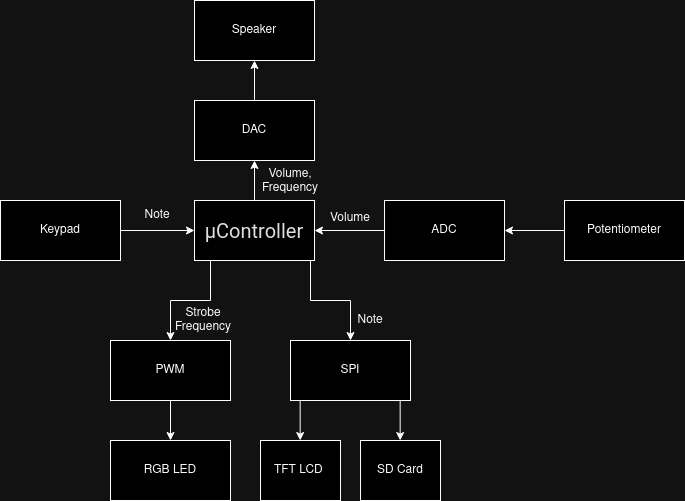 Speaker
DAC
Volume,
Frequency
Keypad
Note
µController
Volume
ADC
Potentiometer
Strobe
Frequency
Note
PWM
SPI
RGB LED
TFT LCD
SD Card